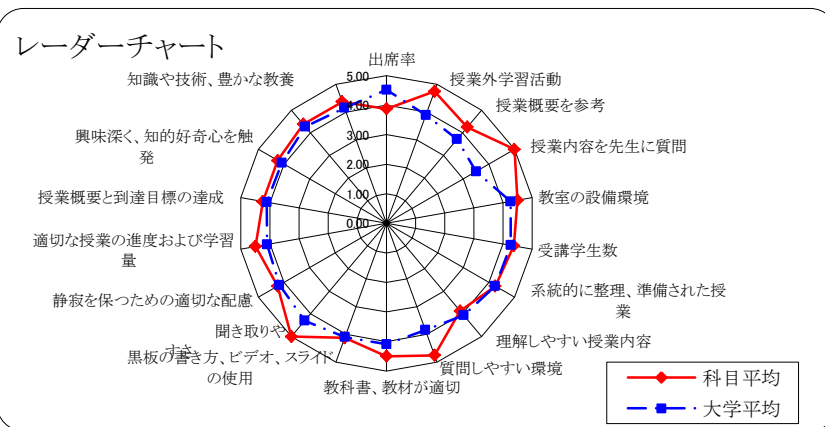 レーダーチャート
出席率
授業外学習活動
授業概要を参考
授業内容を先生に質問
教室の設備環境
受講学生数
系統的に整理、準備された授
業
理解しやすい授業内容
質問しやすい環境
教科書、教材が適切
黒板の書き方、ビデオ、スライド
の使用
聞き取りや
すさ
静寂を保つための適切な配慮
適切な授業の進度および学習
量
授業概要と到達目標の達成
興味深く、知的好奇心を触
発
知識や技術、豊かな教養
5.00
4.00
3.00
2.00
1.00
0.00
科目平均
大学平均